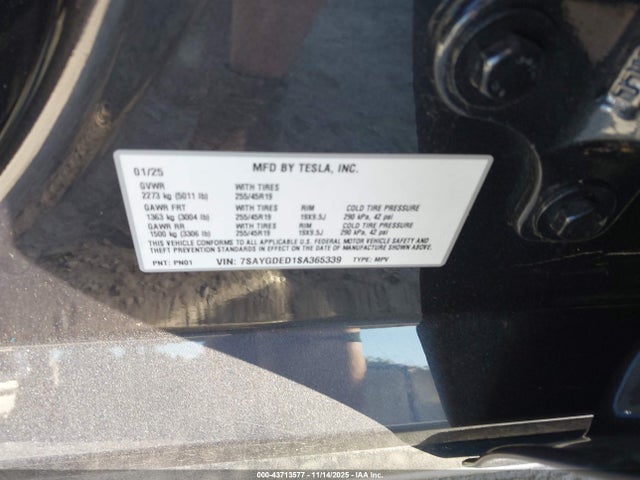 01/25 MFD BY TESLA, INC.
GVWR WITH TIRES
2273 kg (5011 lb) 255/45R19
GAWR FRT WITH TIRES RIM COLD TIRE PRESSURE
1363 kg (3004 lb) 255/45R19 19X9.5J 290 kPa, 42 psi
GAWR RR WITH TIRES RIM COLD TIRE PRESSURE
1500 kg (3306 lb) 255/45R19 19X9.5J 290 kPa, 42 psi
THIS VEHICLE CONFORMS TO ALL APPLICABLE U.S. FEDERAL MOTOR VEHICLE SAFETY AND
THEFT PREVENTION STANDARDS IN EFFECT ON THE DATE OF MANUFACTURE SHOWN ABOVE.
PNT: PN01 VIN: 7SAYGDED1SA365339 TYPE: MPV
000-43713577 - 11/14/2025 - IAAI.COM